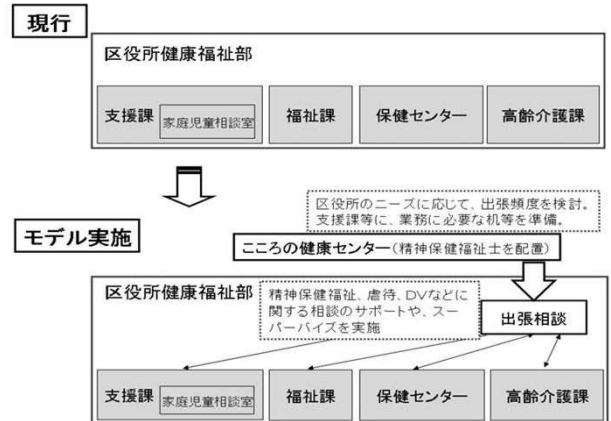 現行
区役所健康福祉部
支援課 家庭児童相談室 福祉課 保健センター 高齢介護課
区役所のニーズに応じて、出張頻度を検討。
支援課等に、業務に必要な机等を準備。
モデル実施
こころの健康センター(精神保健福祉士を配置)
区役所健康福祉部
精神保健福祉、虐待、DVなどに
関する相談のサポートや、スー
パーバイズを実施
出張相談
支援課 家庭児童相談室 福祉課 保健センター 高齢介護課